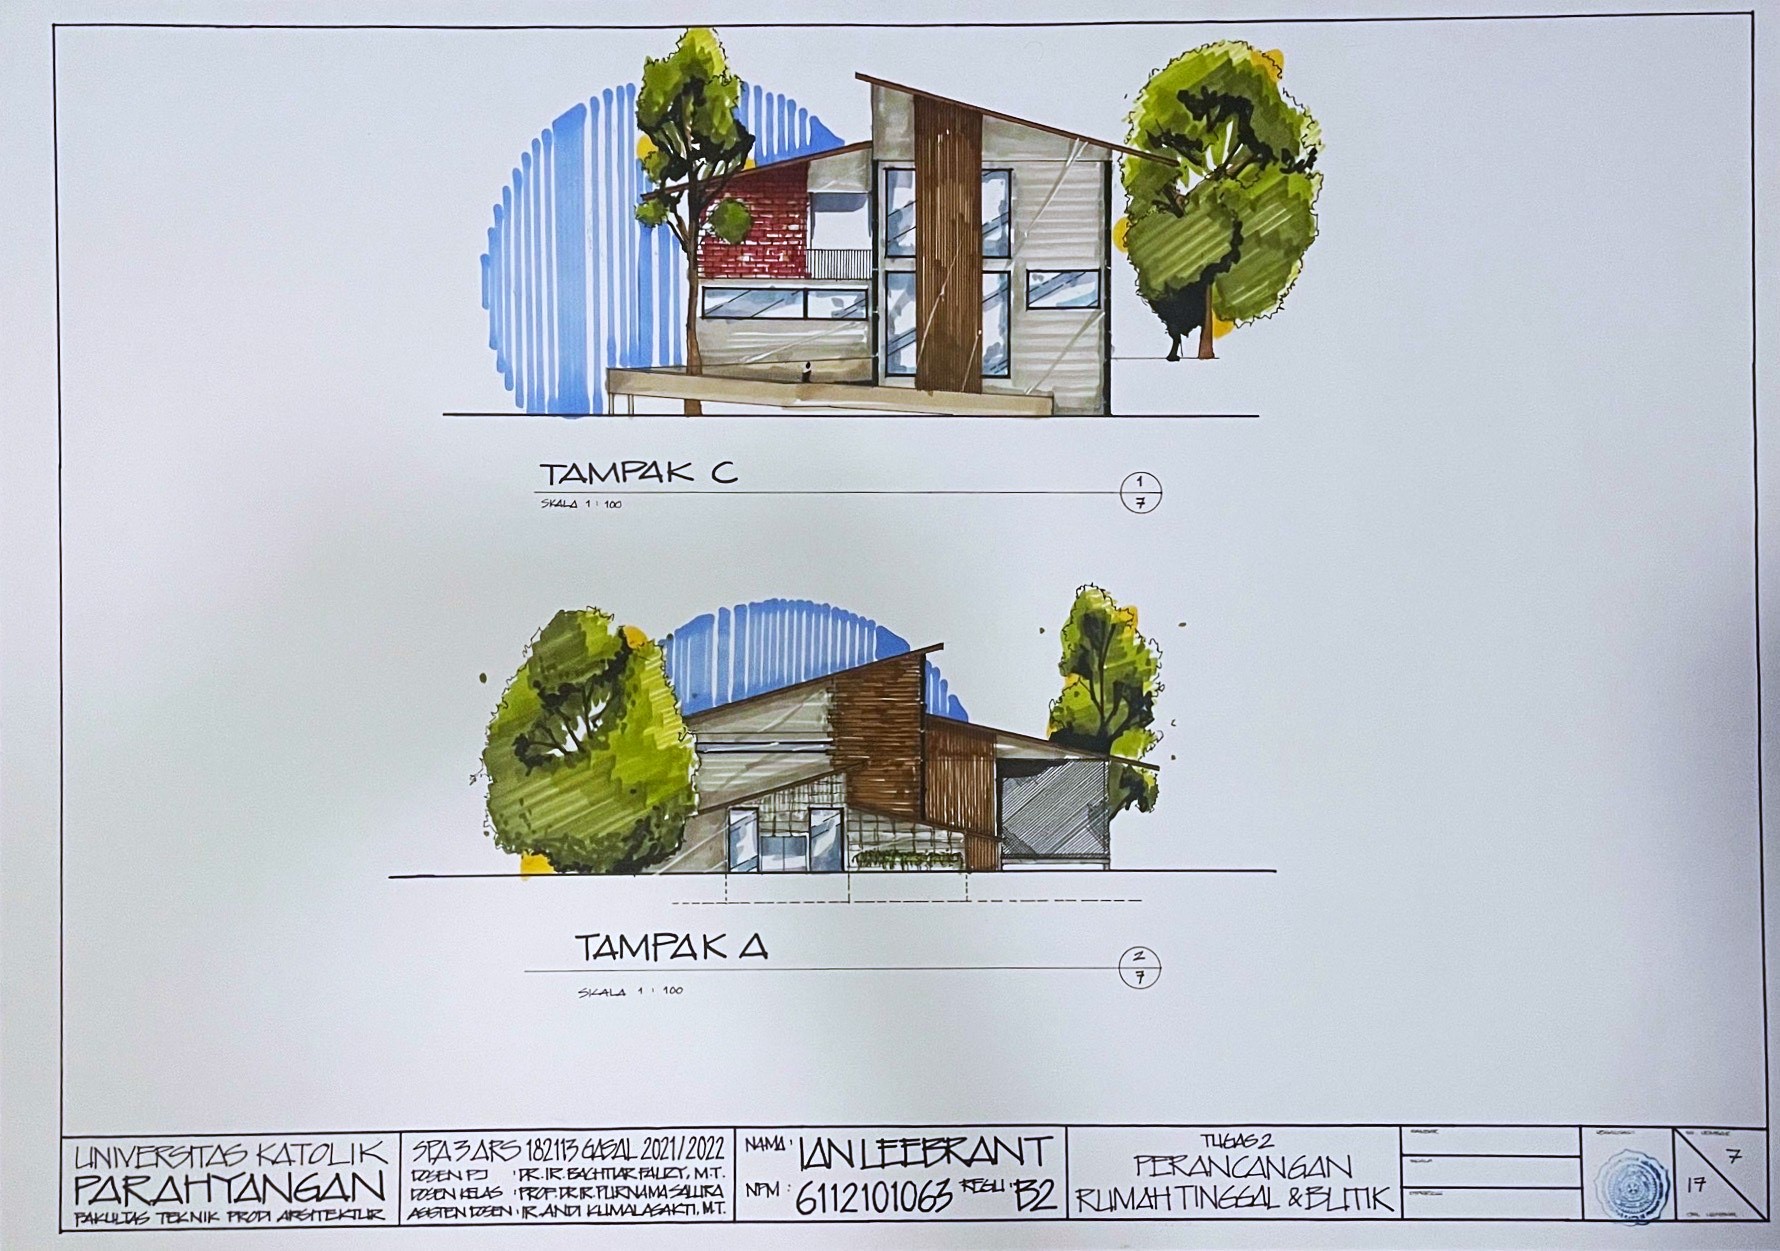 TAMPAK C
SKALA 1 : 100
1
7
TAMPAK A
SKALA 1 : 100
2
7
UNIVERSITAS KATOLIK
PARAHYANGAN
FAKULTAS TEKNIK PRODI ARSITEKTUR
SPA 3 ARS 182113 GASAL 2021/2022
DOSEN PJ : DR. IR. BACHTIAR FAUZY, M.T.
DOSEN KELAS : PROF. DR. IR. PURNAMA SALURA
ASISTEN DOSEN : IR. ANDI KUMALASAKTI, M.T.
NAMA : IAN LEEBRANT
NPM : 6112101063 REGU : B2
TUGAS 2
PERANCANGAN
RUMAH TINGGAL & BUTIK
7
17